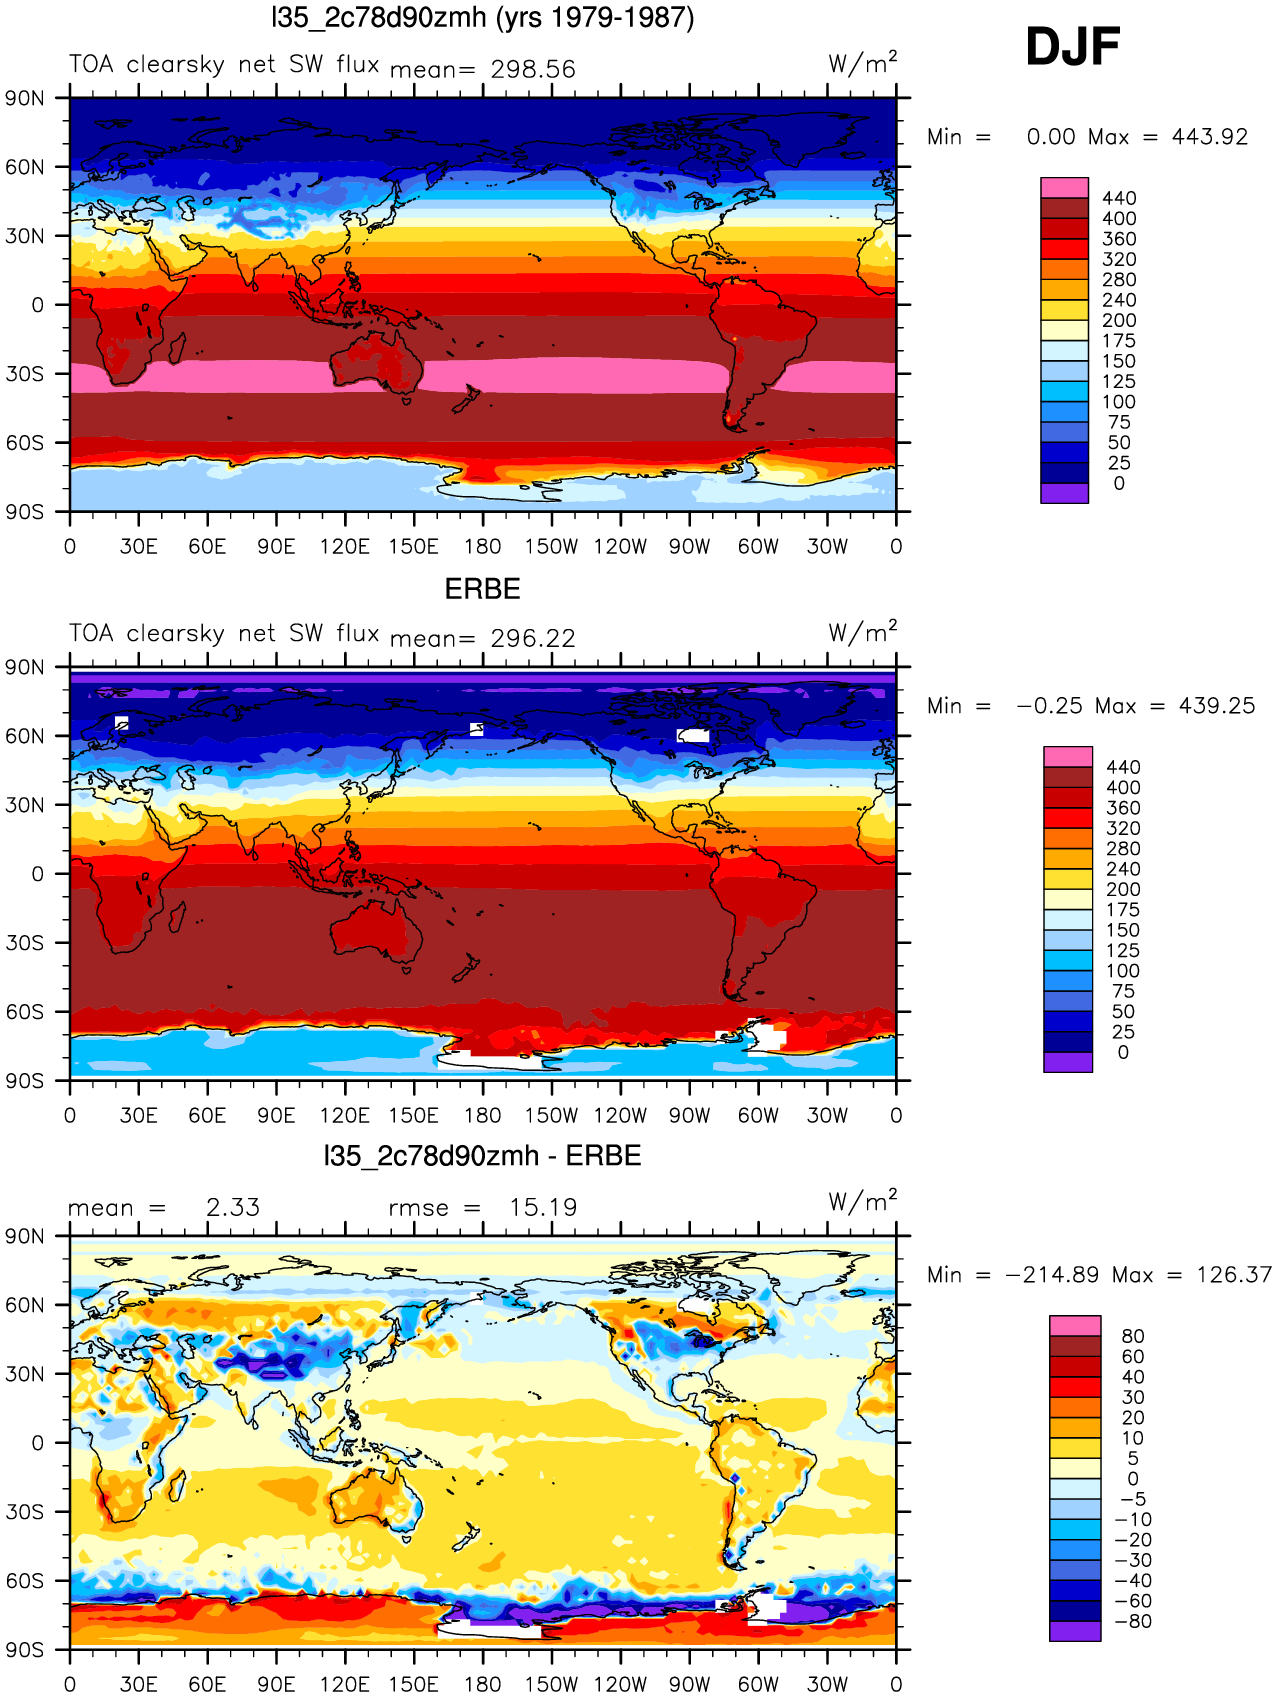 l35_2c78d90zmh (yrs 1979-1987)
DJF
TOA clearsky net SW flux mean= 298.56 W/m²
Min = 0.00 Max = 443.92
90N
60N
30N
0
30S
60S
90S
0 30E 60E 90E 120E 150E 180 150W 120W 90W 60W 30W 0
440
400
360
320
280
240
200
175
150
125
100
75
50
25
0
ERBE
TOA clearsky net SW flux mean= 296.22 W/m²
Min = −0.25 Max = 439.25
90N
60N
30N
0
30S
60S
90S
0 30E 60E 90E 120E 150E 180 150W 120W 90W 60W 30W 0
440
400
360
320
280
240
200
175
150
125
100
75
50
25
0
l35_2c78d90zmh - ERBE
mean = 2.33 rmse = 15.19 W/m²
Min = −214.89 Max = 126.37
90N
60N
30N
0
30S
60S
90S
0 30E 60E 90E 120E 150E 180 150W 120W 90W 60W 30W 0
80
60
40
30
20
10
5
0
−5
−10
−20
−30
−40
−60
−80